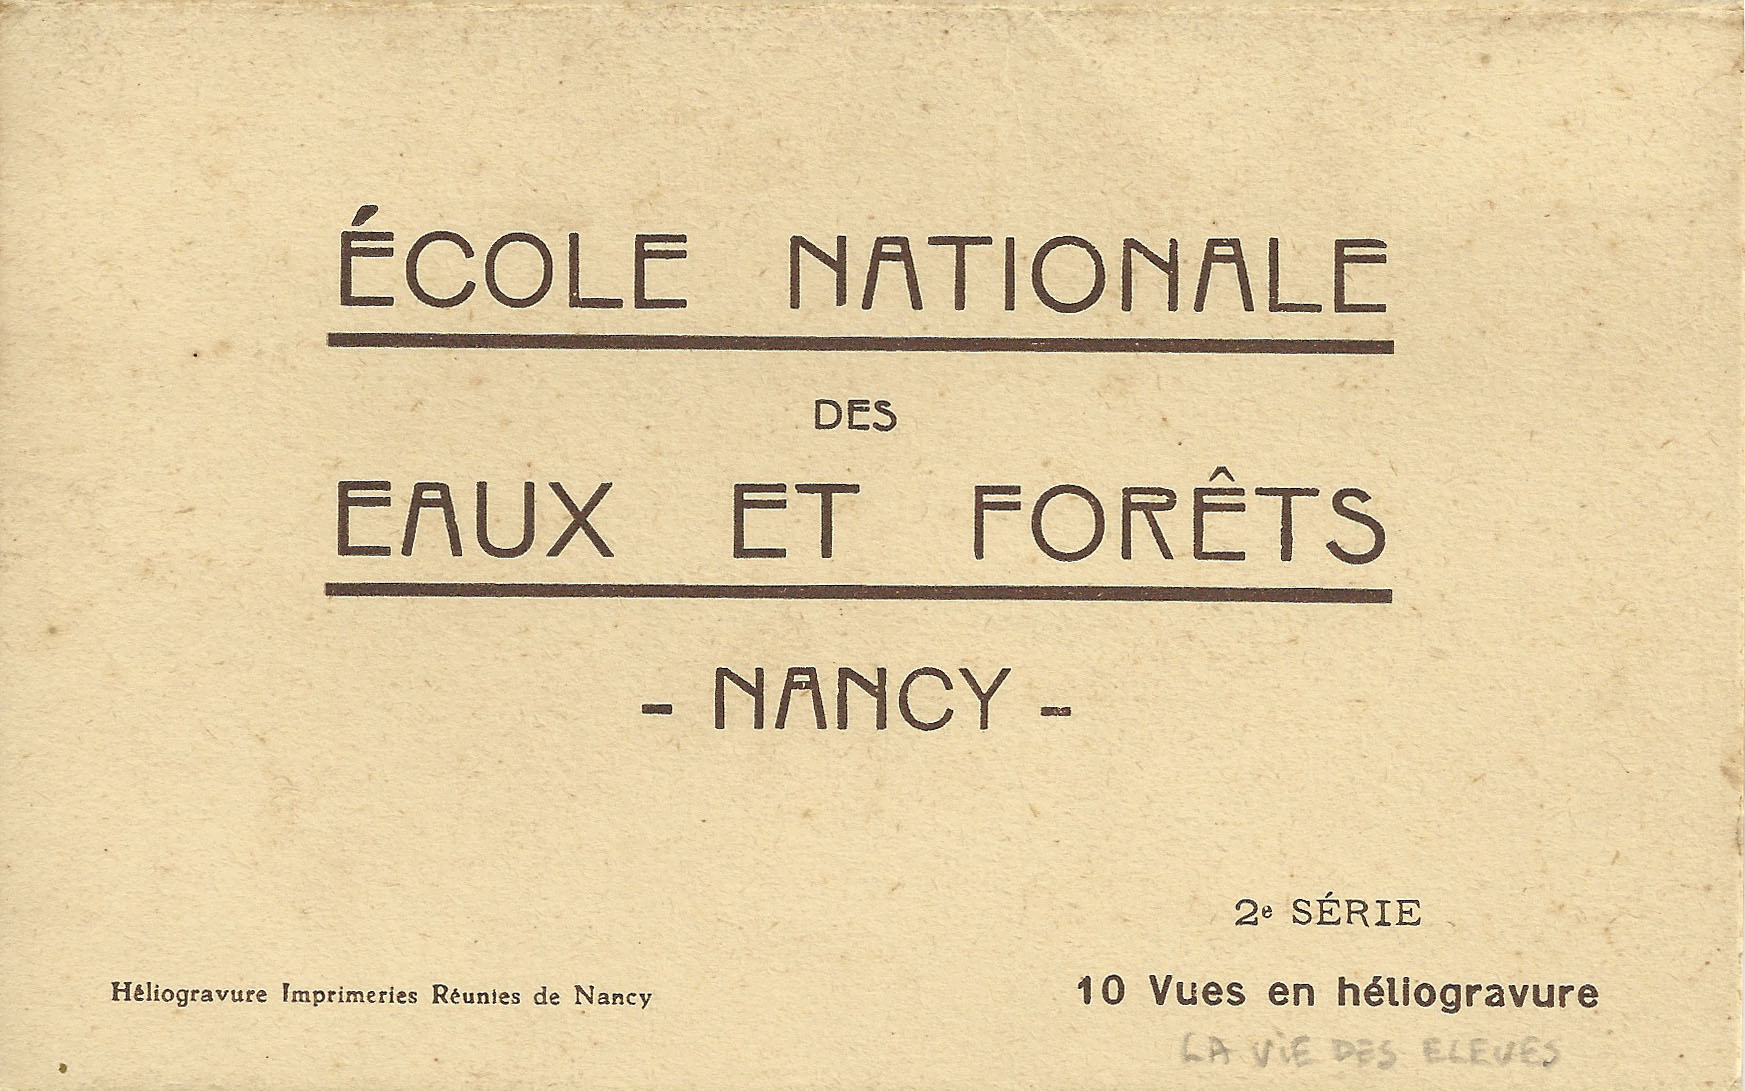 ÉCOLE NATIONALE
DES
EAUX ET FORÊTS
- NANCY -
2e SÉRIE
Héliogravure Imprimeries Réunies de Nancy
10 Vues en héliogravure
LA VIE DES ELEVES